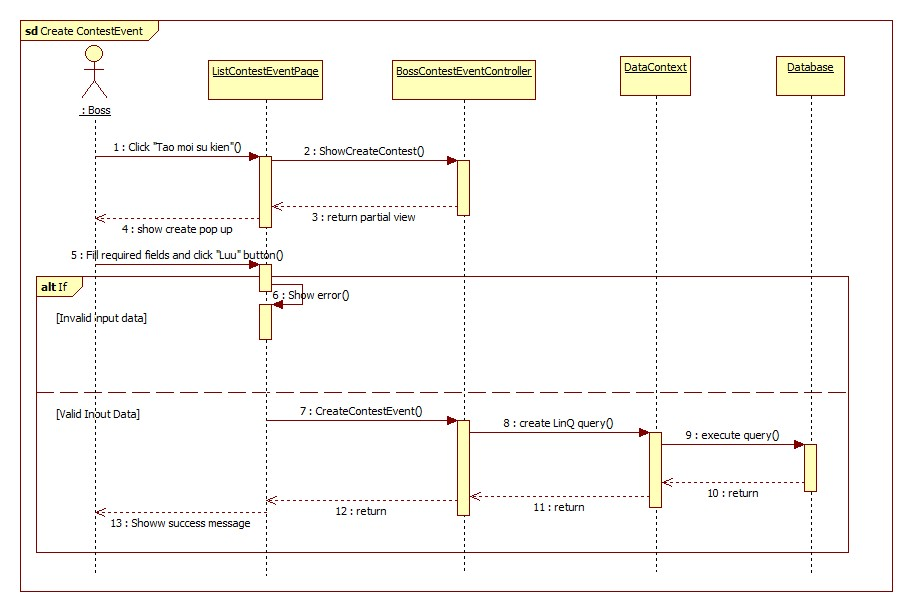 sd Create ContestEvent
: Boss
ListContestEventPage
BossContestEventController
DataContext
Database
1 : Click "Tao moi su kien"()
2 : ShowCreateContest()
3 : return partial view
4 : show create pop up
5 : Fill required fields and click "Luu" button()
alt If
6 : Show error()
[Invalid input data]
[Valid Inout Data]
7 : CreateContestEvent()
8 : create LinQ query()
9 : execute query()
10 : return
11 : return
12 : return
13 : Showw success message